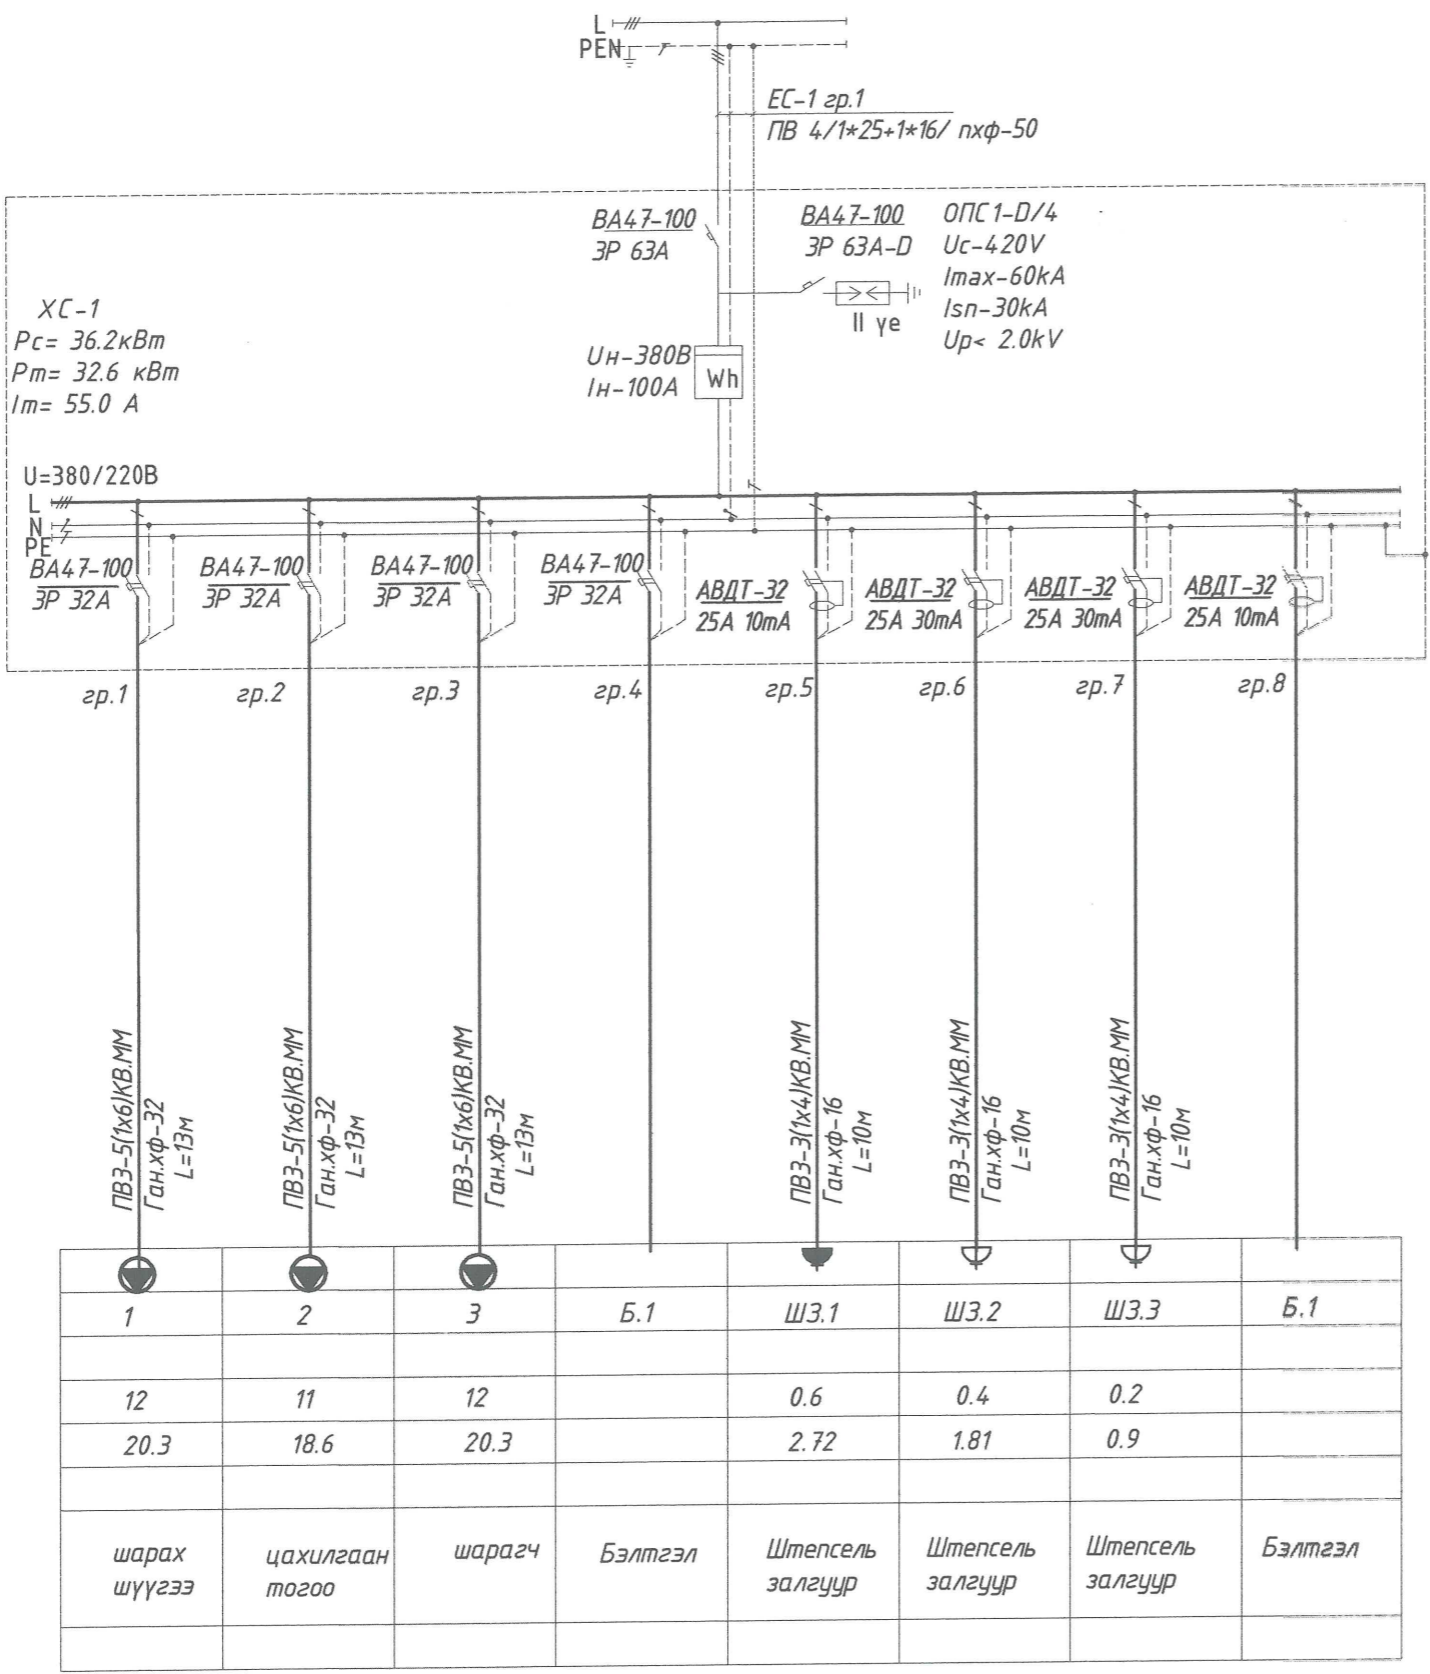 L
PEN
ЕС-1 гр.1
ПВ 4/1*25+1*16/ пхф-50
ВА47-100
3Р 63А
ВА47-100
3Р 63А-D
ОПС1-D/4
Uc-420V
Imax-60kA
Isn-30kA
Up< 2.0kV
II үе
ХС-1
Рс= 36.2кВт
Рт= 32.6 кВт
Iт= 55.0 А
Uн-380В
Iн-100А
Wh
U=380/220В
L
N
PE
ВА47-100
3Р 32А
ВА47-100
3Р 32А
ВА47-100
3Р 32А
ВА47-100
3Р 32А
АВДТ-32
25А 10mA
АВДТ-32
25А 30mA
АВДТ-32
25А 30mA
АВДТ-32
25А 10mA
гр.1
гр.2
гр.3
гр.4
гр.5
гр.6
гр.7
гр.8
ПВ3-5(1х6)КВ.ММ
Ган.хф-32
L=13м
ПВ3-5(1х6)КВ.ММ
Ган.хф-32
L=13м
ПВ3-5(1х6)КВ.ММ
Ган.хф-32
L=13м
ПВ3-3(1х4)КВ.ММ
Ган.хф-16
L=10м
ПВ3-3(1х4)КВ.ММ
Ган.хф-16
L=10м
ПВ3-3(1х4)КВ.ММ
Ган.хф-16
L=10м
1 2 3 Б.1 ШЗ.1 ШЗ.2 ШЗ.3 Б.1
12 11 12 0.6 0.4 0.2
20.3 18.6 20.3 2.72 1.81 0.9
шарах
шүүгээ
цахилгаан
тогоо
шарагч
Бэлтгэл
Штепсель
залгуур
Штепсель
залгуур
Штепсель
залгуур
Бэлтгэл